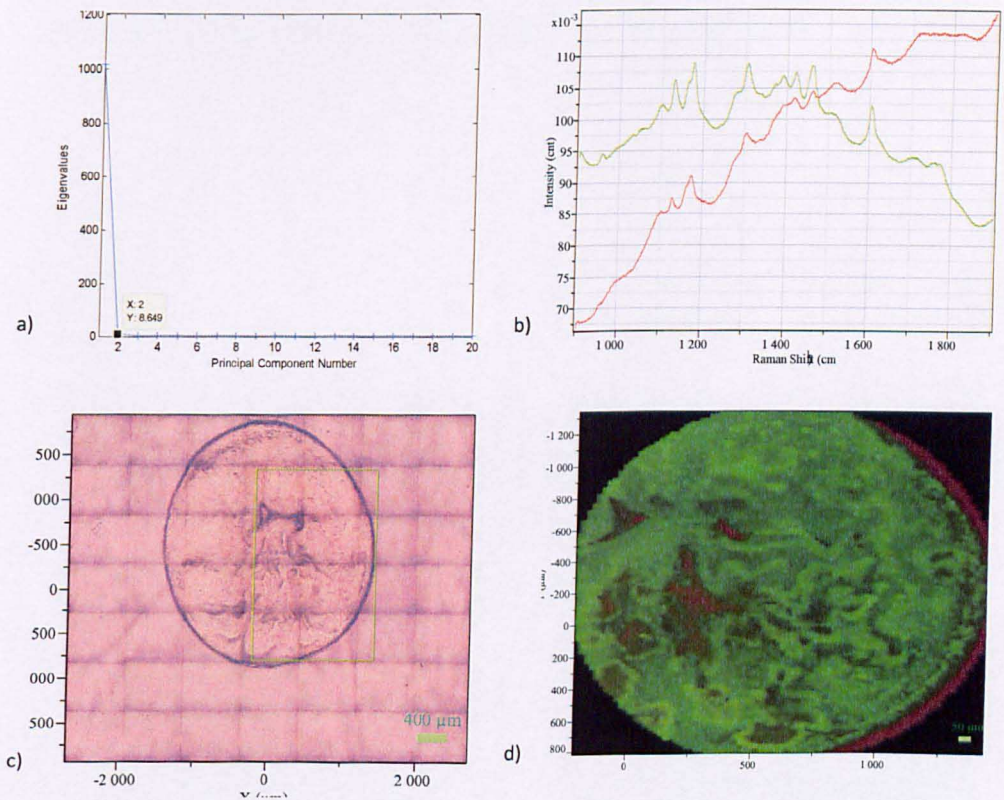 1200
1000
800
600
400
200
0
Eigenvalues
X: 2
Y: 8.649
2 4 6 8 10 12 14 16 18 20
Principal Component Number
a)
x10-3
110
105
100
95
90
85
80
75
70
Intensity (cnt)
1 000 1 200 1 400 1 600 1 800
Raman Shift (cm
b)
500
000
-500
0
500
000
500
400 µm
-2 000 0 2 000
c)
-1 200
-1 000
-800
-600
-400
-200
0
200
400
600
800
50 µm
0 500 1 000
d)